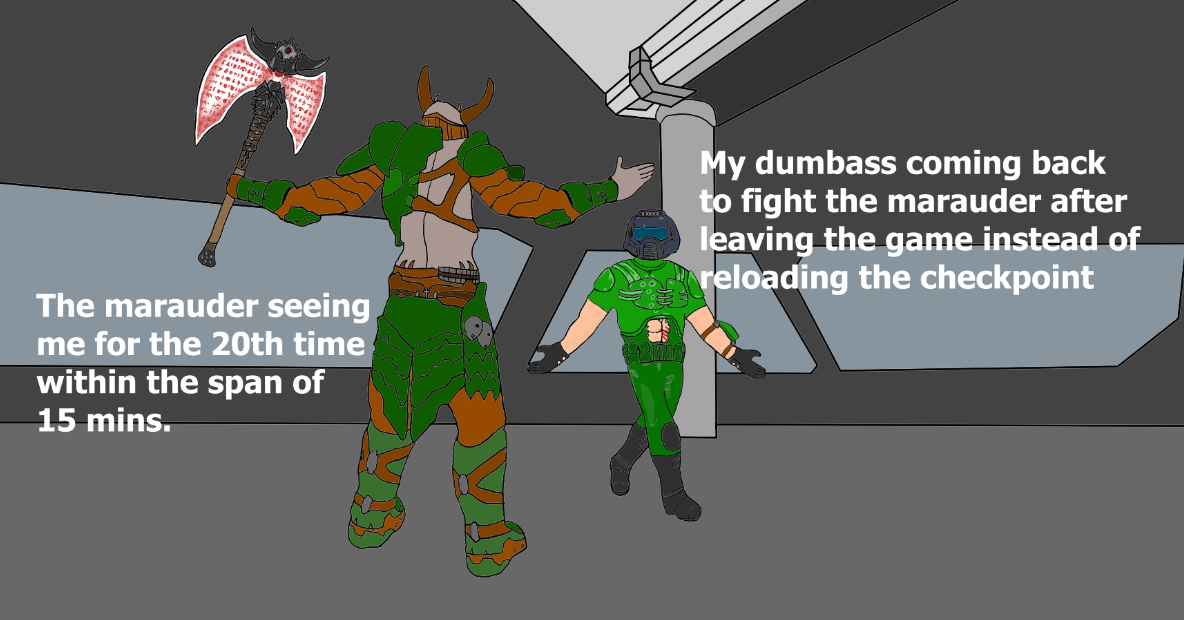 My dumbass coming back
to fight the marauder after
leaving the game instead of
reloading the checkpoint
The marauder seeing
me for the 20th time
within the span of
15 mins.